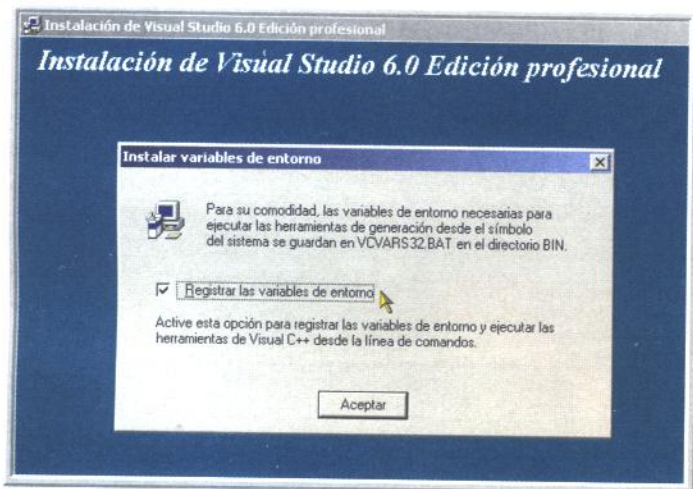 Instalación de Visual Studio 6.0 Edición profesional
Instalación de Visual Studio 6.0 Edición profesional
Instalar variables de entorno
Para su comodidad, las variables de entorno necesarias para
ejecutar las herramientas de generación desde el símbolo
del sistema se guardan en VCVARS32.BAT en el directorio BIN.
Registrar las variables de entorno
Active esta opción para registrar las variables de entorno y ejecutar las
herramientas de Visual C++ desde la línea de comandos.
Aceptar